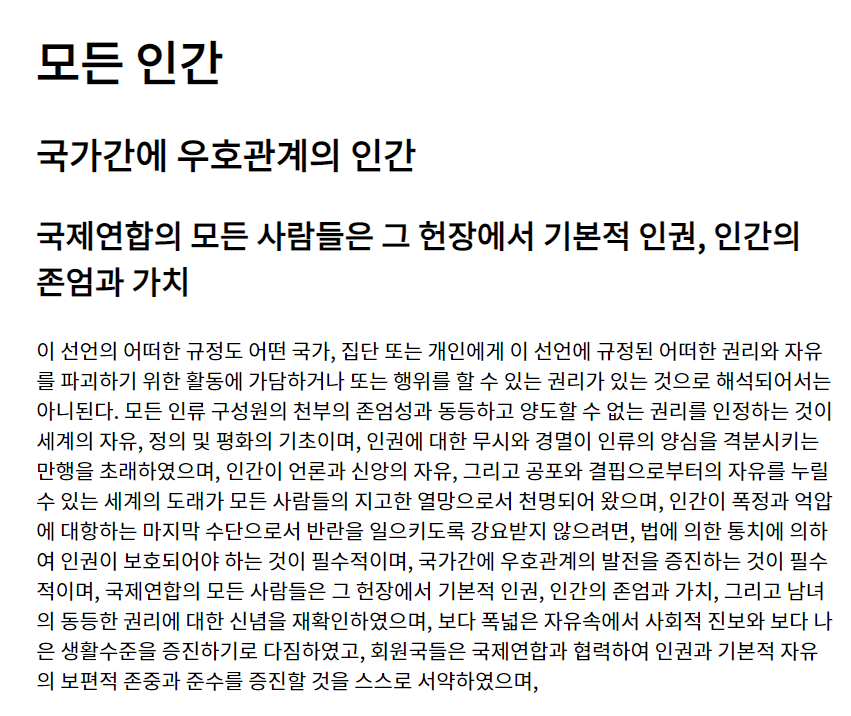 모든 인간
국가간에 우호관계의 인간
국제연합의 모든 사람들은 그 헌장에서 기본적 인권, 인간의
존엄과 가치
이 선언의 어떠한 규정도 어떤 국가, 집단 또는 개인에게 이 선언에 규정된 어떠한 권리와 자유
를 파괴하기 위한 활동에 가담하거나 또는 행위를 할 수 있는 권리가 있는 것으로 해석되어서는
아니된다. 모든 인류 구성원의 천부의 존엄성과 동등하고 양도할 수 없는 권리를 인정하는 것이
세계의 자유, 정의 및 평화의 기초이며, 인권에 대한 무시와 경멸이 인류의 양심을 격분시키는
만행을 초래하였으며, 인간이 언론과 신앙의 자유, 그리고 공포와 결핍으로부터의 자유를 누릴
수 있는 세계의 도래가 모든 사람들의 지고한 열망으로서 천명되어 왔으며, 인간이 폭정과 억압
에 대항하는 마지막 수단으로서 반란을 일으키도록 강요받지 않으려면, 법에 의한 통치에 의하
여 인권이 보호되어야 하는 것이 필수적이며, 국가간에 우호관계의 발전을 증진하는 것이 필수
적이며, 국제연합의 모든 사람들은 그 헌장에서 기본적 인권, 인간의 존엄과 가치, 그리고 남녀
의 동등한 권리에 대한 신념을 재확인하였으며, 보다 폭넓은 자유속에서 사회적 진보와 보다 나
은 생활수준을 증진하기로 다짐하였고, 회원국들은 국제연합과 협력하여 인권과 기본적 자유
의 보편적 존중과 준수를 증진할 것을 스스로 서약하였으며,